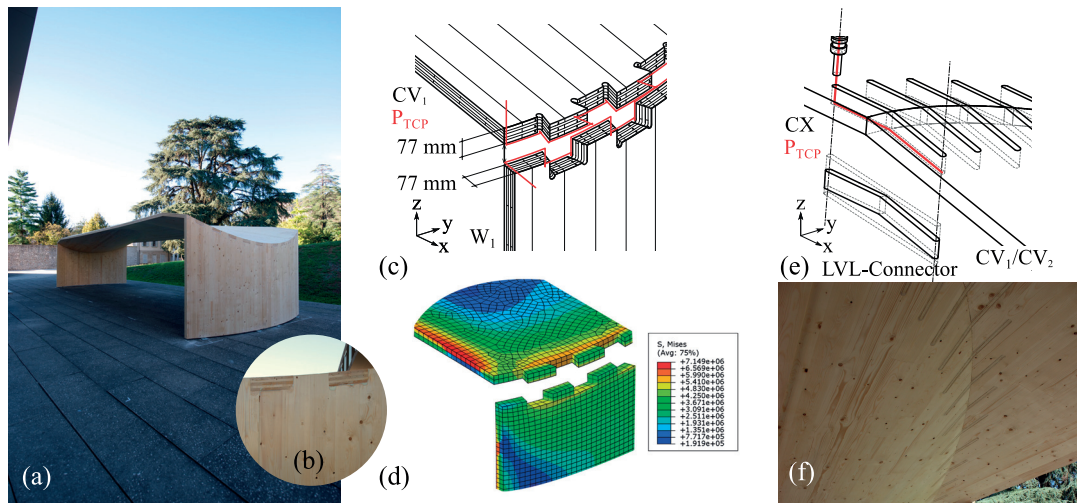 (a)
(b)
CV₁
P_TCP
77 mm
77 mm
z
y
x
W₁
(c)
(d)
S, Mises
(Avg: 75%)
+7.149e+06
+6.569e+06
+5.990e+06
+5.410e+06
+4.830e+06
+4.250e+06
+3.671e+06
+3.091e+06
+2.511e+06
+1.931e+06
+1.351e+06
+7.717e+05
+1.919e+05
CX
P_TCP
z
y
x
(e)
LVL-Connector
CV₁/CV₂
(f)